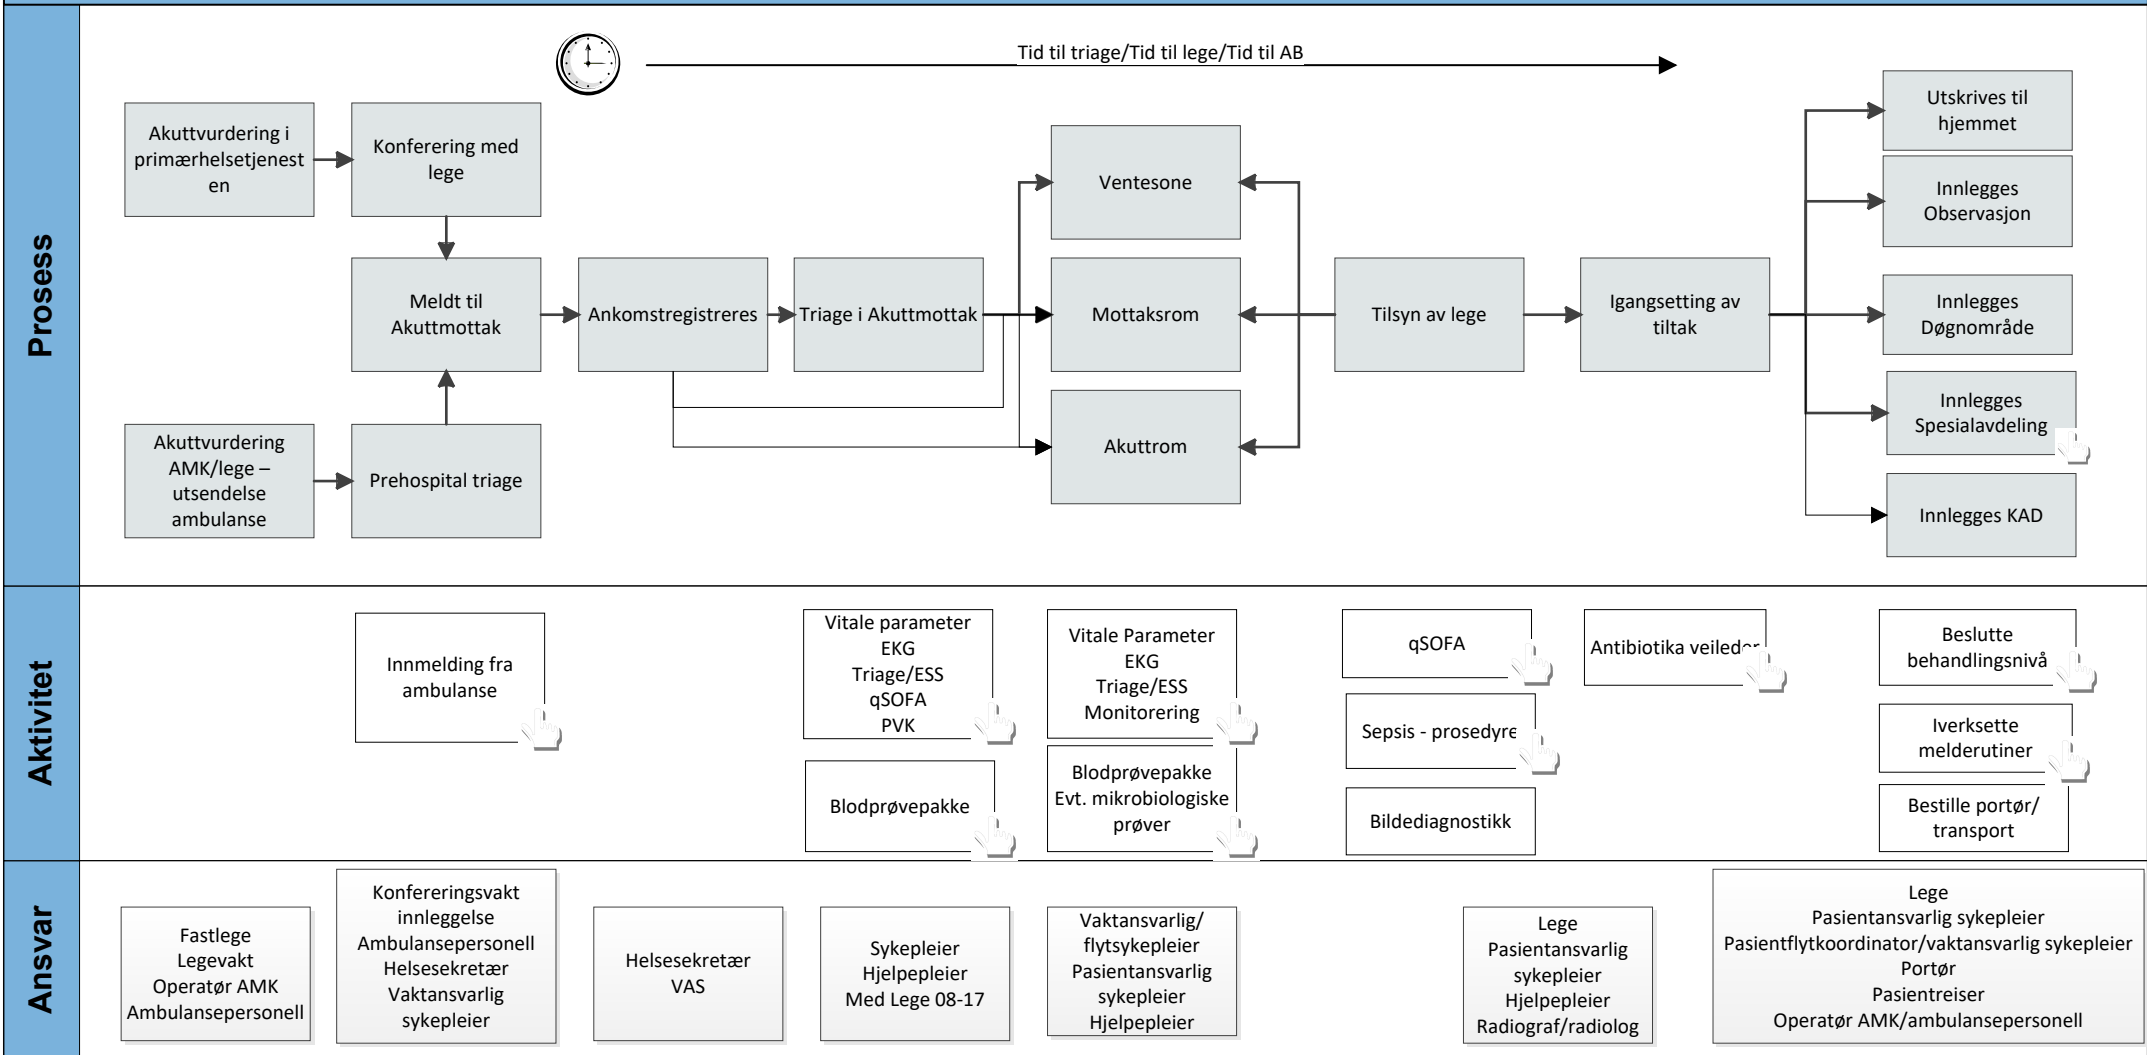 Prosess
Tid til triage/Tid til lege/Tid til AB
Akuttvurdering i
primærhelsetjenest
en
Konferering med
lege
Meldt til
Akuttmottak
Akuttvurdering
AMK/lege –
utsendelse
ambulanse
Prehospital triage
Ankomstregistreres
Triage i Akuttmottak
Ventesone
Mottaksrom
Akuttrom
Tilsyn av lege
Igangsetting av
tiltak
Utskrives til
hjemmet
Innlegges
Observasjon
Innlegges
Døgnområde
Innlegges
Spesialavdeling
Innlegges KAD
Aktivitet
Innmelding fra
ambulanse
Vitale parameter
EKG
Triage/ESS
qSOFA
PVK
Blodprøvepakke
Vitale Parameter
EKG
Triage/ESS
Monitorering
Blodprøvepakke
Evt. mikrobiologiske
prøver
qSOFA
Sepsis - prosedyre
Bildediagnostikk
Antibiotika veileder
Beslutte
behandlingsnivå
Iverksette
melderutiner
Bestille portør/
transport
Ansvar
Fastlege
Legevakt
Operatør AMK
Ambulansepersonell
Konfereringsvakt
innleggelse
Ambulansepersonell
Helsesekretær
Vaktansvarlig
sykepleier
Helsesekretær
VAS
Sykepleier
Hjelpepleier
Med Lege 08-17
Vaktansvarlig/
flytsykepleier
Pasientansvarlig
sykepleier
Hjelpepleier
Lege
Pasientansvarlig
sykepleier
Hjelpepleier
Radiograf/radiolog
Lege
Pasientansvarlig sykepleier
Pasientflytkoordinator/vaktansvarlig sykepleier
Portør
Pasientreiser
Operatør AMK/ambulansepersonell